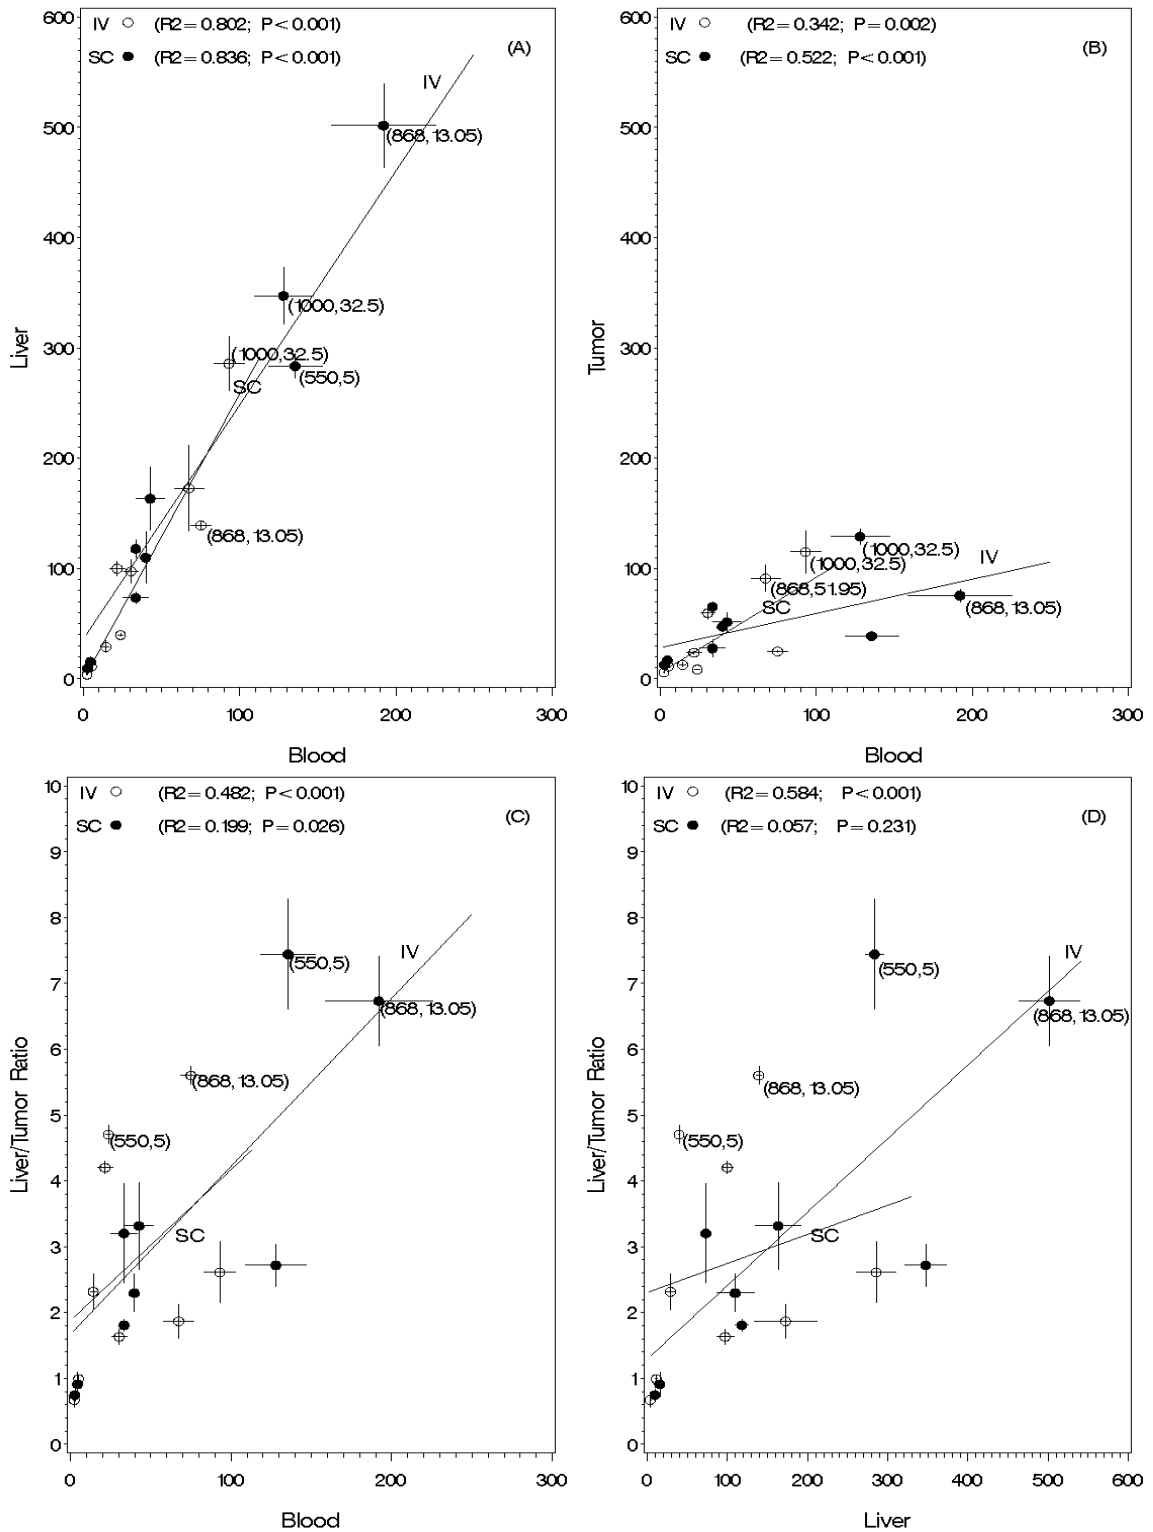 IV ○ (R2=0.802; P<0.001)
SC ● (R2=0.836; P<0.001)
(A)
600
500
400
300
200
100
0
Liver
IV
(868,13.05)
(1000,32.5)
(1000,32.5)
(550,5)
SC
(868,13.05)
0 100 200 300
Blood
IV ○ (R2=0.342; P=0.002)
SC ● (R2=0.522; P<0.001)
(B)
600
500
400
300
200
100
0
Tumor
(1000,32.5)
(1000,32.5)
IV
(868,51.95)
SC
(868,13.05)
0 100 200 300
Blood
IV ○ (R2=0.482; P<0.001)
SC ● (R2=0.199; P=0.026)
(C)
10
9
8
7
6
5
4
3
2
1
0
Liver/Tumor Ratio
IV
(550,5)
(868,13.05)
(868,13.05)
(550,5)
SC
0 100 200 300
Blood
IV ○ (R2=0.584; P<0.001)
SC ● (R2=0.057; P=0.231)
(D)
10
9
8
7
6
5
4
3
2
1
0
Liver/Tumor Ratio
IV
(550,5)
(868,13.05)
(868,13.05)
(550,5)
SC
0 100 200 300 400 500 600
Liver